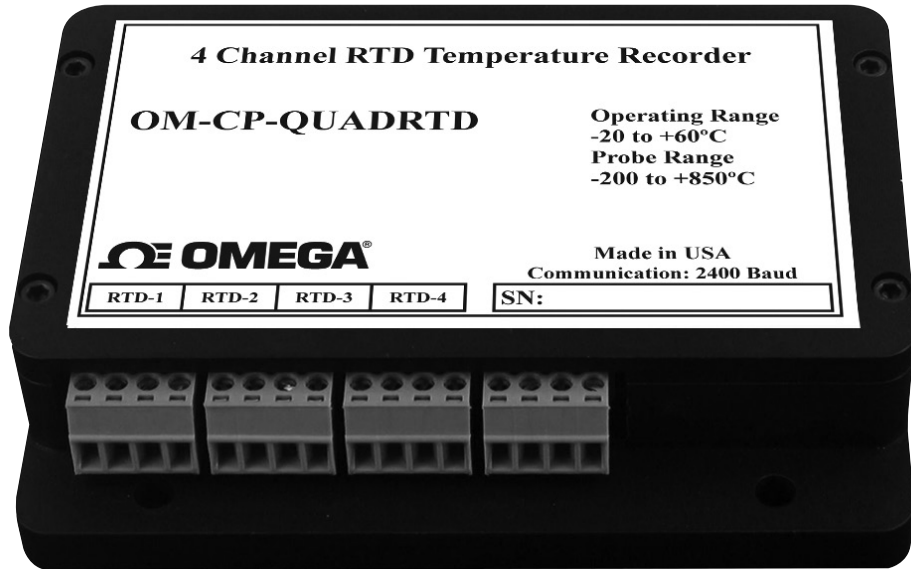 4 Channel RTD Temperature Recorder
OM-CP-QUADRTD
Operating Range
-20 to +60ºC
Probe Range
-200 to +850ºC
OMEGA®
Made in USA
Communication: 2400 Baud
RTD-1 RTD-2 RTD-3 RTD-4
SN: